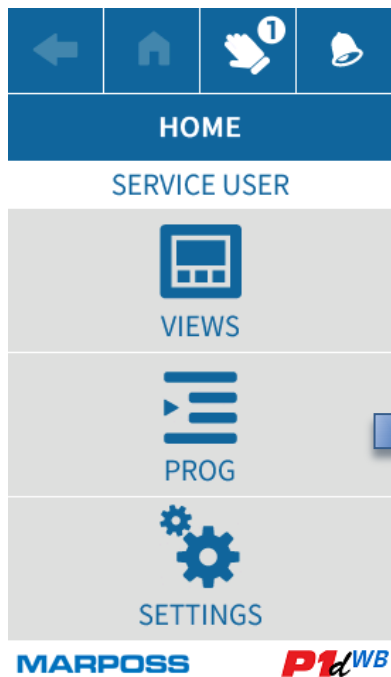 1
HOME
SERVICE USER
VIEWS
PROG
SETTINGS
MARPOSS P1dWB